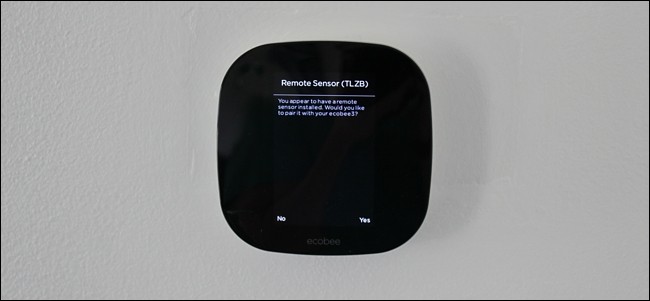 Remote Sensor (TLZB)
You appear to have a remote
sensor installed. Would you like
to pair it with your ecobee3?
No Yes
ecobee